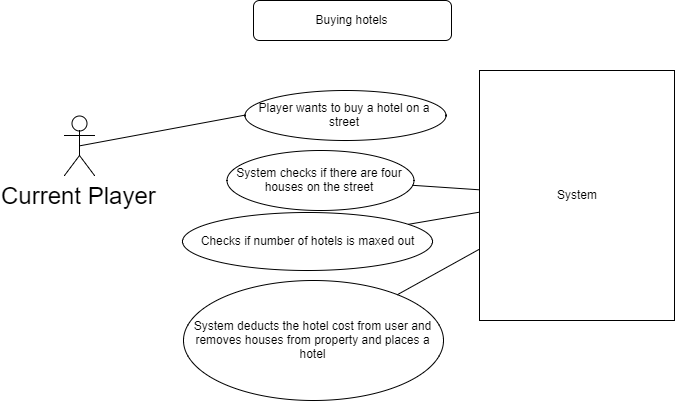 Buying hotels
Player wants to buy a hotel on a
street
System checks if there are four
houses on the street
System
Current Player
Checks if number of hotels is maxed out
System deducts the hotel cost from user and
removes houses from property and places a
hotel